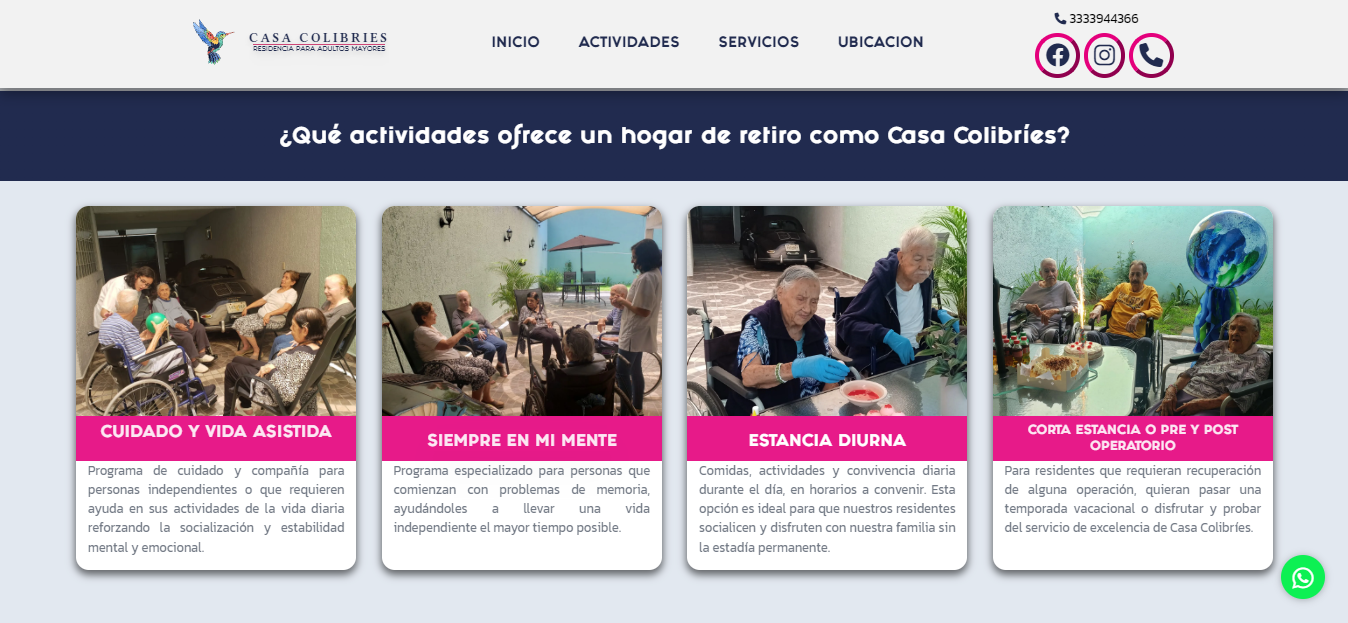 3333944366
CASA COLIBRIES
RESIDENCIA PARA ADULTOS MAYORES
INICIO ACTIVIDADES SERVICIOS UBICACION
¿Qué actividades ofrece un hogar de retiro como Casa Colibríes?
CUIDADO Y VIDA ASISTIDA
Programa de cuidado y compañía para
personas independientes o que requieren
ayuda en sus actividades de la vida diaria
reforzando la socialización y estabilidad
mental y emocional.
SIEMPRE EN MI MENTE
Programa especializado para personas que
comienzan con problemas de memoria,
ayudándoles a llevar una vida
independiente el mayor tiempo posible.
ESTANCIA DIURNA
Comidas, actividades y convivencia diaria
durante el día, en horarios a convenir. Esta
opción es ideal para que nuestros residentes
socialicen y disfruten con nuestra familia sin
la estadía permanente.
CORTA ESTANCIA O PRE Y POST
OPERATORIO
Para residentes que requieran recuperación
de alguna operación, quieran pasar una
temporada vacacional o disfrutar y probar
del servicio de excelencia de Casa Colibríes.